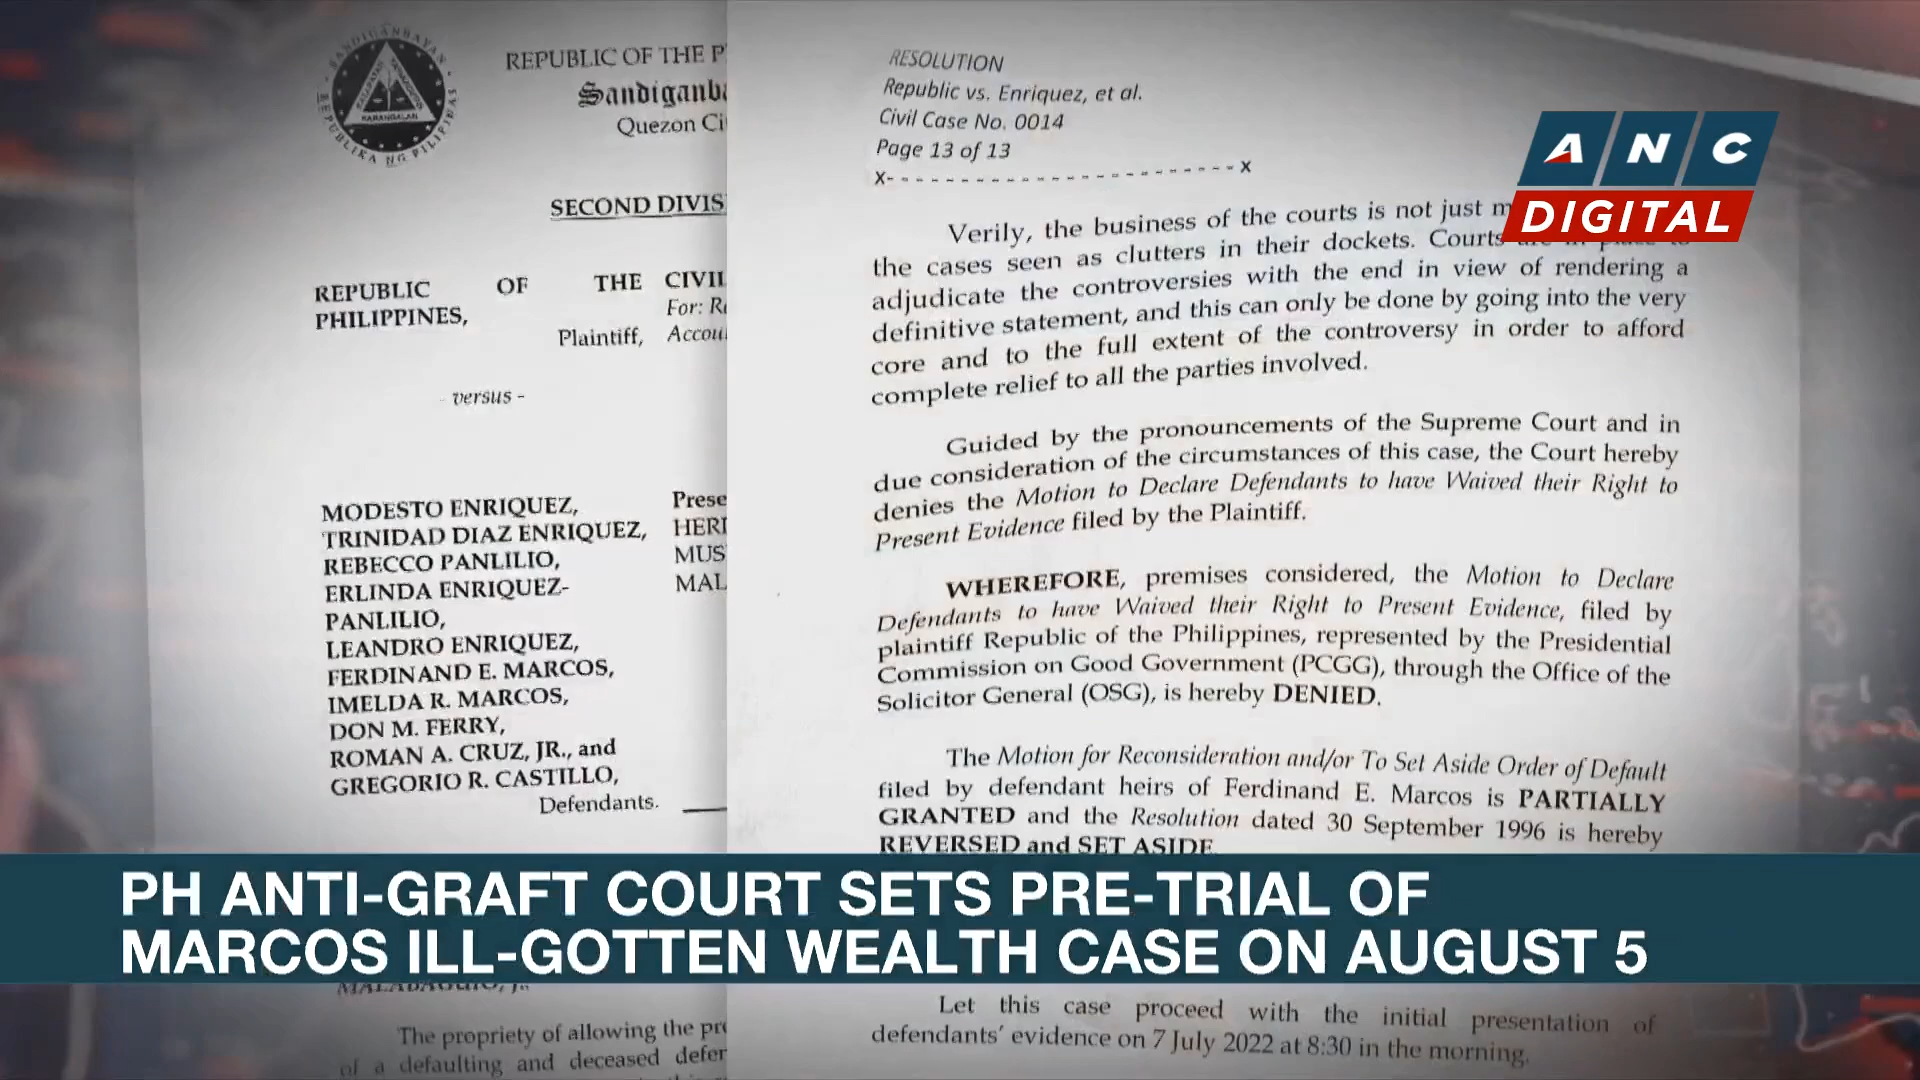 SANDIGANBAYAN
REPUBLIKA NG PILIPINAS
KARANGALAN
REPUBLIC OF THE
Quezon
SECOND
REPUBLIC OF THE
PHILIPPINES,
Plaintiff,
For:
- versus -
MODESTO ENRIQUEZ,
TRINIDAD DIAZ ENRIQUEZ,
REBECCO PANLILIO,
ERLINDA ENRIQUEZ-
PANLILIO,
LEANDRO ENRIQUEZ,
FERDINAND E. MARCOS,
IMELDA R. MARCOS,
DON M. FERRY,
ROMAN A. CRUZ, JR., and
GREGORIO R. CASTILLO,
Defendants.
The propriety of allowing the
of a defaulting and deceased
RESOLUTION
Republic vs. Enriquez, et al.
Civil Case No. 0014
Page 13 of 13
x- - - - - - - - - - - - - - - - - - - - - - - - x
Verily, the business of the courts is not just
the cases seen as clutters in their dockets. Courts
adjudicate the controversies with the end in view of rendering a
definitive statement, and this can only be done by going into the very
core and to the full extent of the controversy in order to afford
complete relief to all the parties involved.
Guided by the pronouncements of the Supreme Court and in
due consideration of the circumstances of this case, the Court hereby
denies the Motion to Declare Defendants to have Waived their Right to
Present Evidence filed by the Plaintiff.
WHEREFORE, premises considered, the Motion to Declare
Defendants to have Waived their Right to Present Evidence, filed by
plaintiff Republic of the Philippines, represented by the Presidential
Commission on Good Government (PCGG), through the Office of the
Solicitor General (OSG), is hereby DENIED.
The Motion for Reconsideration and/or To Set Aside Order of Default
filed by defendant heirs of Ferdinand E. Marcos is PARTIALLY
GRANTED and the Resolution dated 30 September 1996 is hereby
REVERSED and SET ASIDE.
Let this case proceed with the initial presentation of
defendants' evidence on 7 July 2022 at 8:30 in the morning.
ANC
DIGITAL
PH ANTI-GRAFT COURT SETS PRE-TRIAL OF
MARCOS ILL-GOTTEN WEALTH CASE ON AUGUST 5